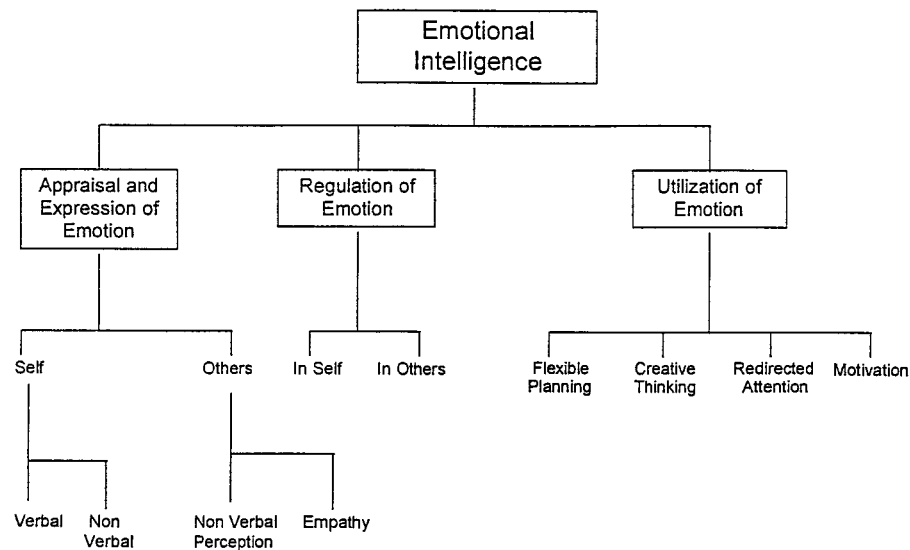 Emotional
Intelligence
Appraisal and
Expression of
Emotion
Regulation of
Emotion
Utilization of
Emotion
Self
Others
In Self
In Others
Flexible
Planning
Creative
Thinking
Redirected
Attention
Motivation
Verbal
Non
Verbal
Non Verbal
Perception
Empathy